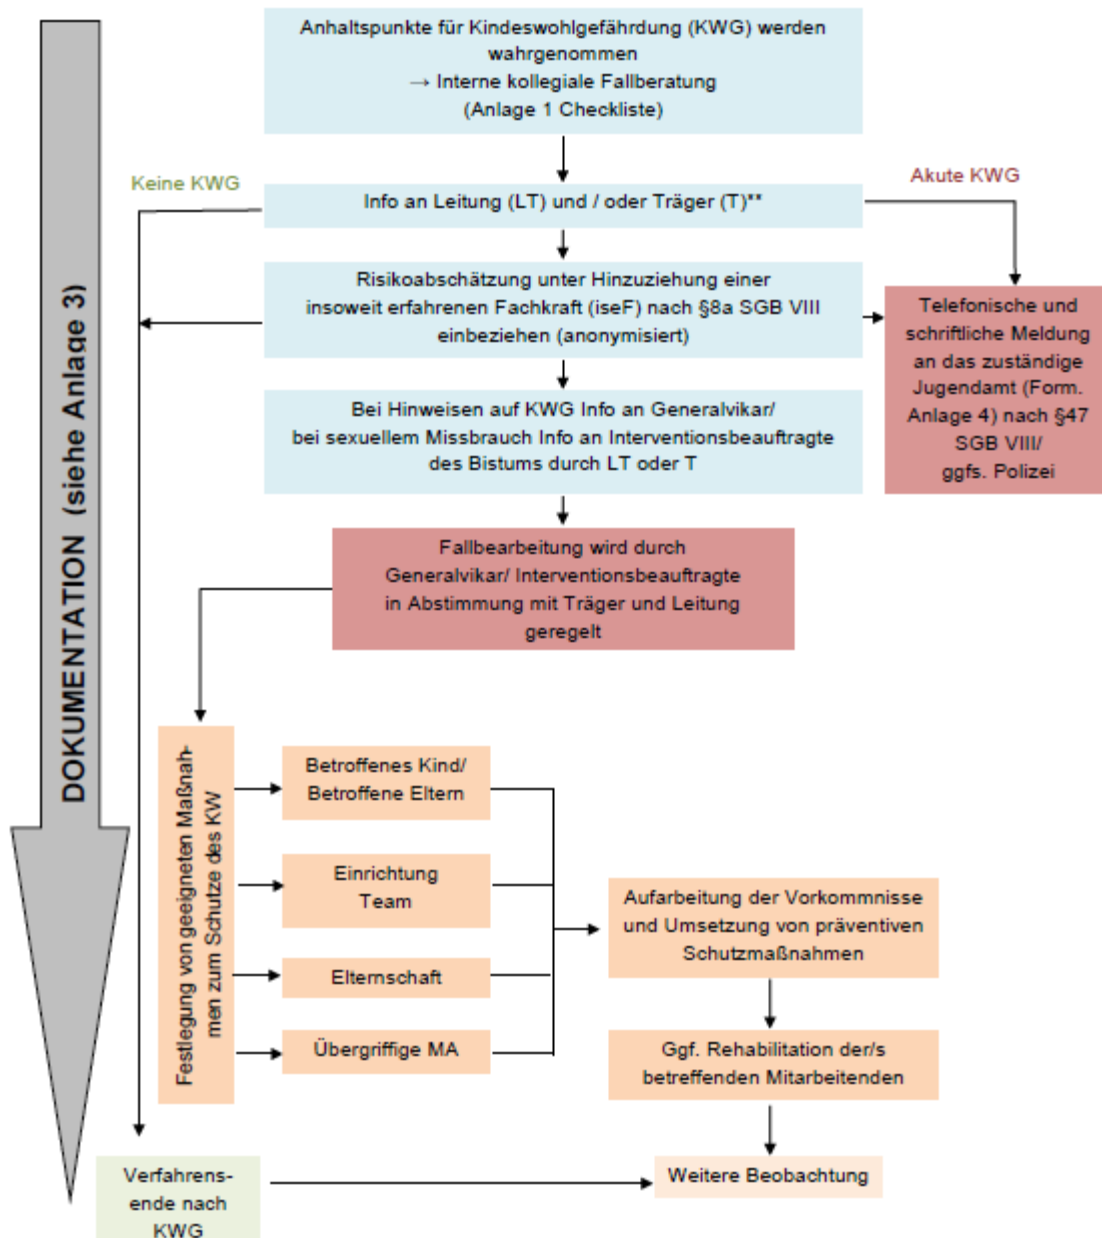 Anhaltspunkte für Kindeswohlgefährdung (KWG) werden
wahrgenommen
→ Interne kollegiale Fallberatung
(Anlage 1 Checkliste)
Keine KWG
Akute KWG
Info an Leitung (LT) und / oder Träger (T)**
Risikoabschätzung unter Hinzuziehung einer
insoweit erfahrenen Fachkraft (iseF) nach §8a SGB VIII
einbeziehen (anonymisiert)
Telefonische und
schriftliche Meldung
an das zuständige
Jugendamt (Form.
Anlage 4) nach §47
SGB VIII/
ggfs. Polizei
Bei Hinweisen auf KWG Info an Generalvikar/
bei sexuellem Missbrauch Info an Interventionsbeauftragte
des Bistums durch LT oder T
Fallbearbeitung wird durch
Generalvikar/ Interventionsbeauftragte
in Abstimmung mit Träger und Leitung
geregelt
DOKUMENTATION (siehe Anlage 3)
Festlegung von geeigneten Maßnah-
men zum Schutze des KW
Betroffenes Kind/
Betroffene Eltern
Einrichtung
Team
Elternschaft
Übergriffige MA
Aufarbeitung der Vorkommnisse
und Umsetzung von präventiven
Schutzmaßnahmen
Ggf. Rehabilitation der/s
betreffenden Mitarbeitenden
Weitere Beobachtung
Verfahrens-
ende nach
KWG